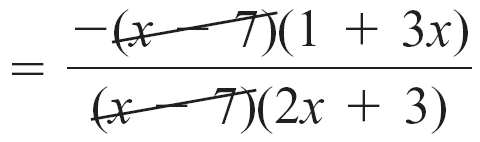 = −(x − 7)(1 + 3x)
(x − 7)(2x + 3)